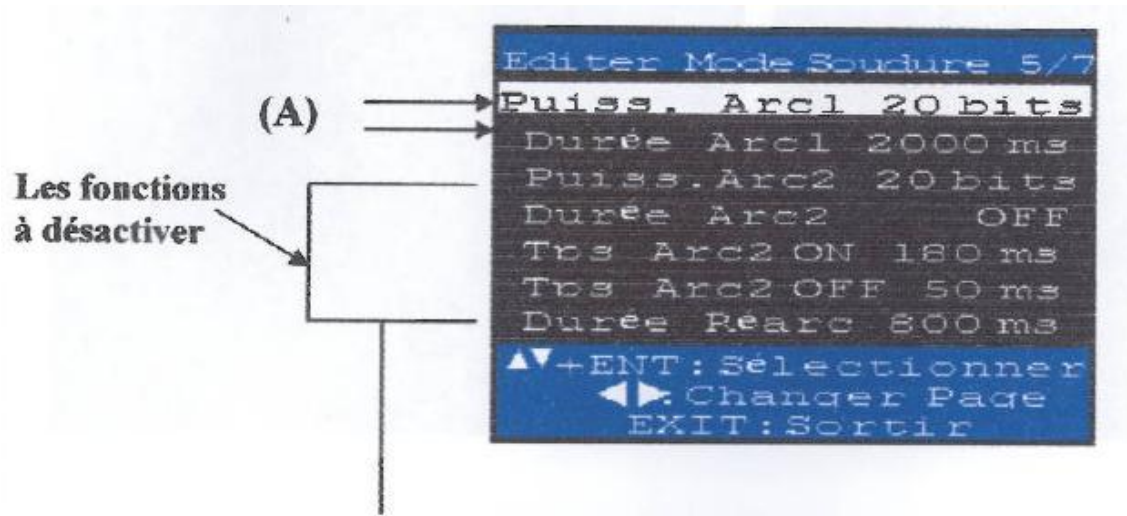 Editer Mode Soudure 5/7
(A)
Puiss. Arc1 20 bits
Durée Arc1 2000 ms
Les fonctions
à désactiver
Puiss.Arc2 20 bits
Durée Arc2 OFF
Tps Arc2 ON 180 ms
Tps Arc2 OFF 50 ms
Durée Réarc 800 ms
▲▼+ENT:Sélectionner
◀▶:Changer Page
EXIT:Sortir